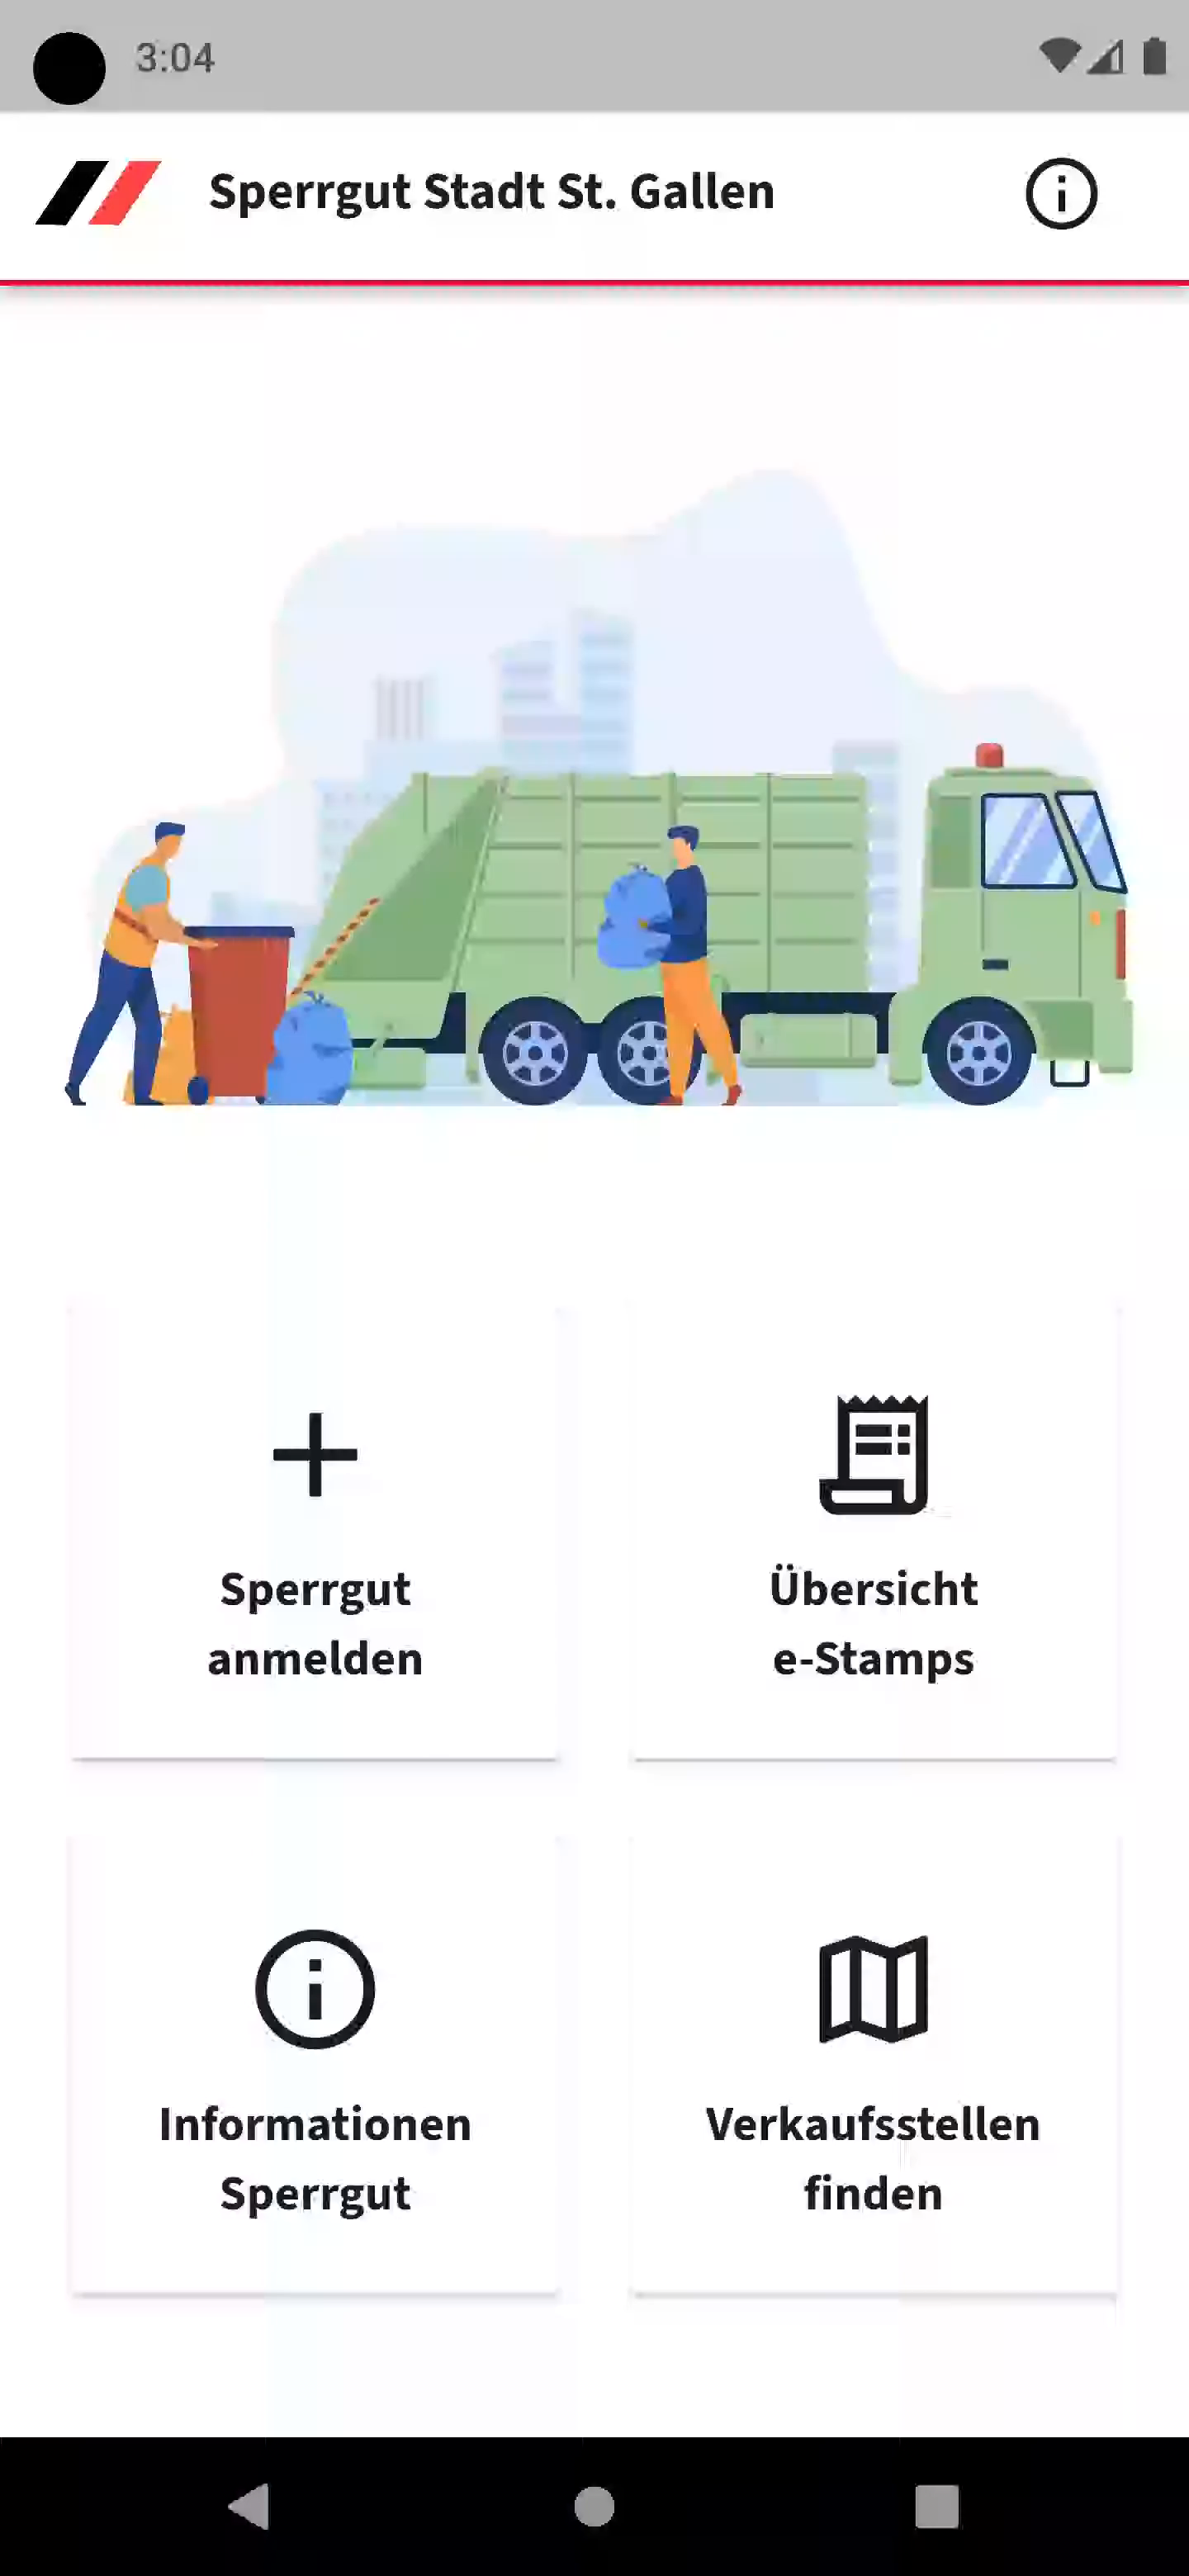 3:04
Sperrgut Stadt St. Gallen
Sperrgut
anmelden
Übersicht
e-Stamps
Informationen
Sperrgut
Verkaufsstellen
finden